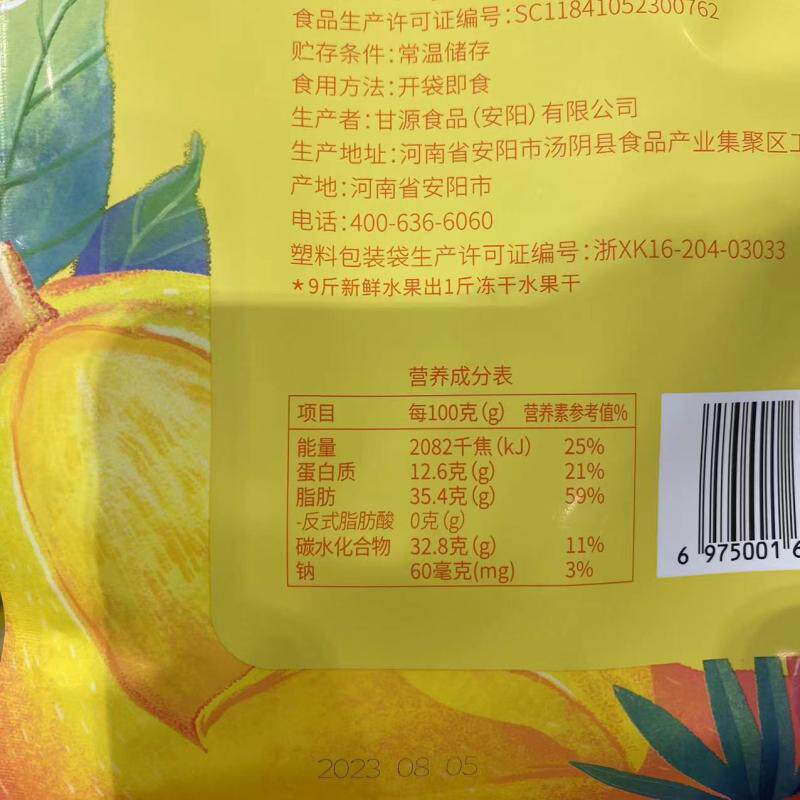 食品生产许可证编号:SC11841052300762
贮存条件:常温储存
食用方法:开袋即食
生产者:甘源食品(安阳)有限公司
生产地址:河南省安阳市汤阴县食品产业集聚区工
产地:河南省安阳市
电话:400-636-6060
塑料包装袋生产许可证编号:浙XK16-204-03033
*9斤新鲜水果出1斤冻干水果干
营养成分表
项目 每100克(g) 营养素参考值%
能量 2082千焦(kJ) 25%
蛋白质 12.6克(g) 21%
脂肪 35.4克(g) 59%
-反式脂肪酸 0克(g)
碳水化合物 32.8克(g) 11%
钠 60毫克(mg) 3%
6 975001 6
2023 08 05